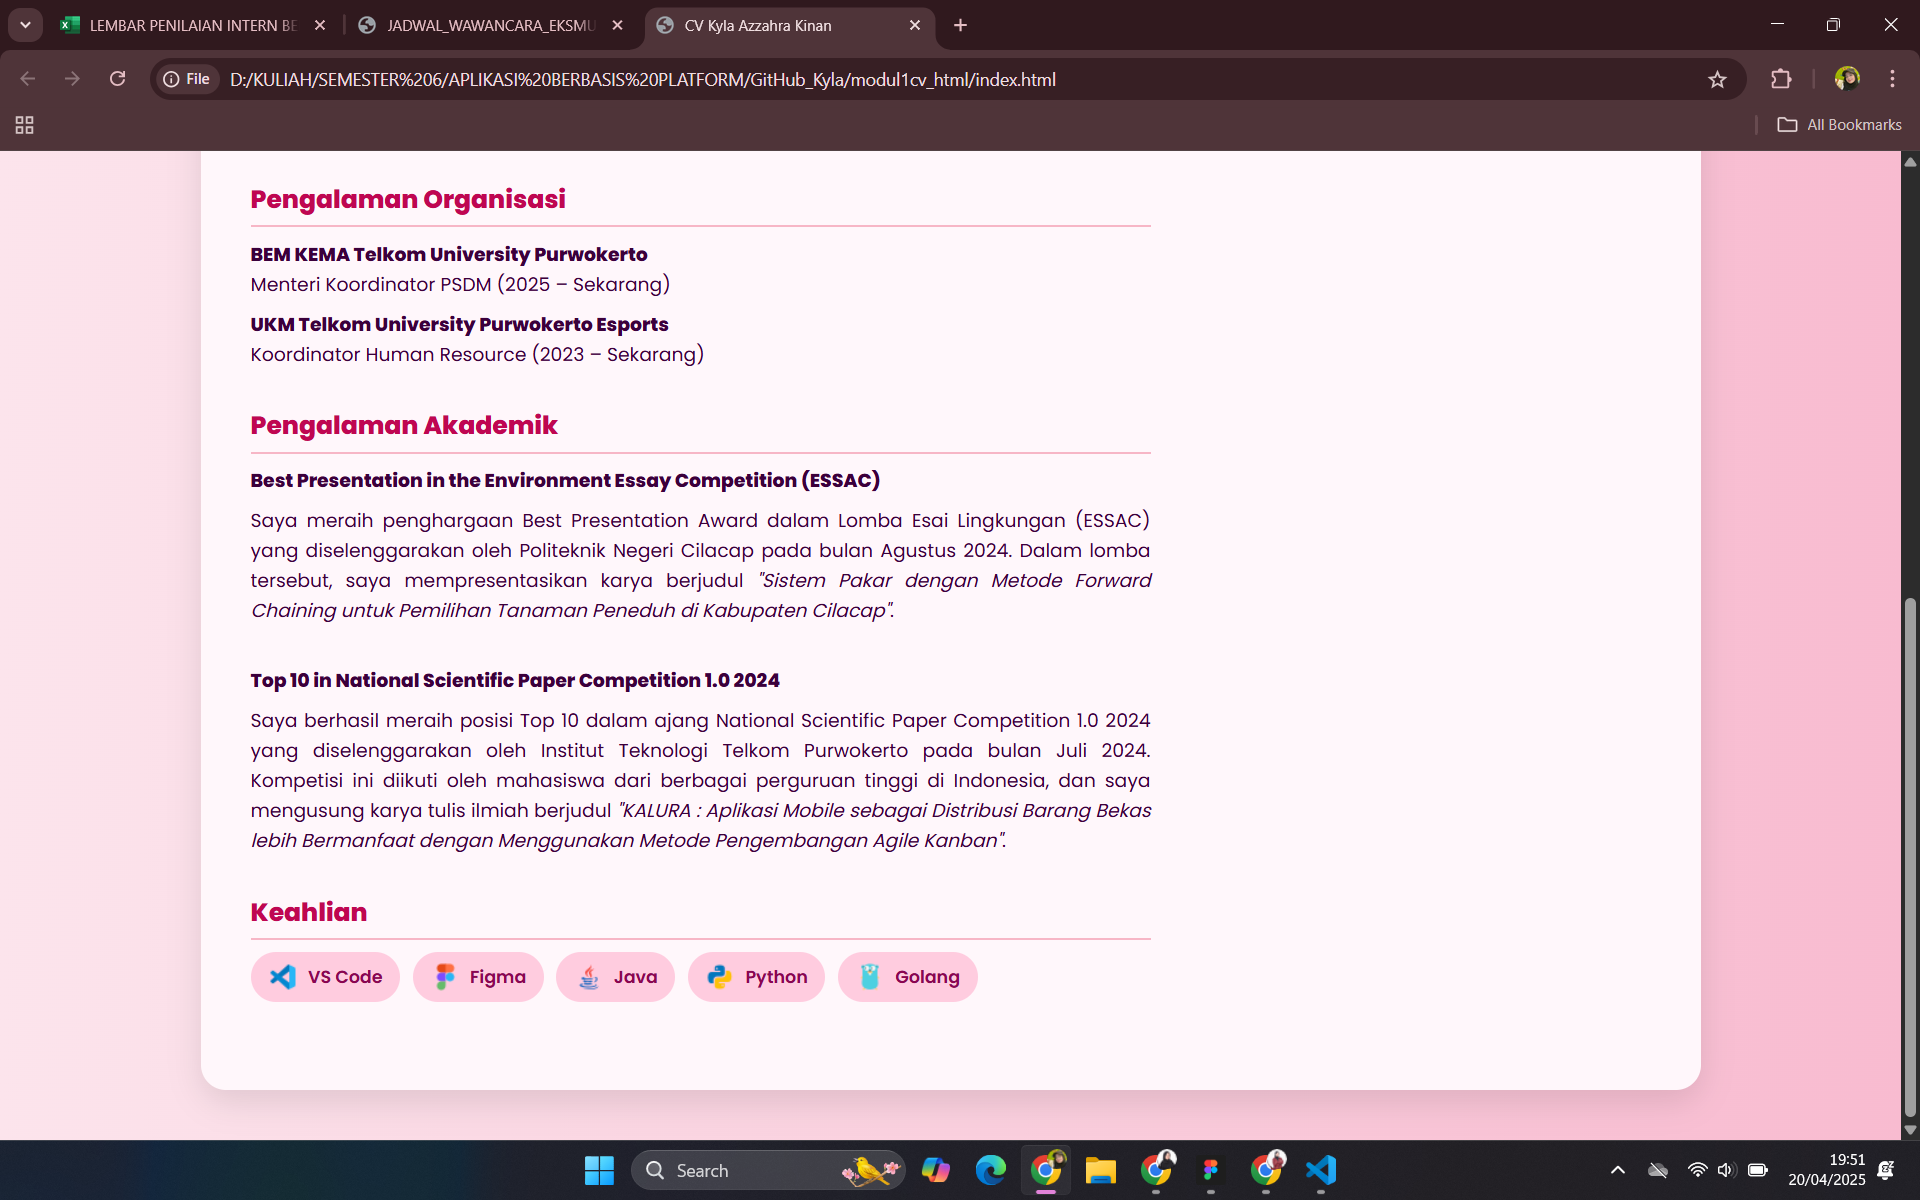 LEMBAR PENILAIAN INTERN BE
JADWAL_WAWANCARA_EKSMU
CV Kyla Azzahra Kinan
File
D:/KULIAH/SEMESTER%206/APLIKASI%20BERBASIS%20PLATFORM/GitHub_Kyla/modul1cv_html/index.html
All Bookmarks
Pengalaman Organisasi
BEM KEMA Telkom University Purwokerto
Menteri Koordinator PSDM (2025 – Sekarang)
UKM Telkom University Purwokerto Esports
Koordinator Human Resource (2023 – Sekarang)
Pengalaman Akademik
Best Presentation in the Environment Essay Competition (ESSAC)
Saya meraih penghargaan Best Presentation Award dalam Lomba Esai Lingkungan (ESSAC)
yang diselenggarakan oleh Politeknik Negeri Cilacap pada bulan Agustus 2024. Dalam lomba
tersebut, saya mempresentasikan karya berjudul "Sistem Pakar dengan Metode Forward
Chaining untuk Pemilihan Tanaman Peneduh di Kabupaten Cilacap".
Top 10 in National Scientific Paper Competition 1.0 2024
Saya berhasil meraih posisi Top 10 dalam ajang National Scientific Paper Competition 1.0 2024
yang diselenggarakan oleh Institut Teknologi Telkom Purwokerto pada bulan Juli 2024.
Kompetisi ini diikuti oleh mahasiswa dari berbagai perguruan tinggi di Indonesia, dan saya
mengusung karya tulis ilmiah berjudul "KALURA : Aplikasi Mobile sebagai Distribusi Barang Bekas
lebih Bermanfaat dengan Menggunakan Metode Pengembangan Agile Kanban".
Keahlian
VS Code
Figma
Java
Python
Golang
Search
19:51
20/04/2025